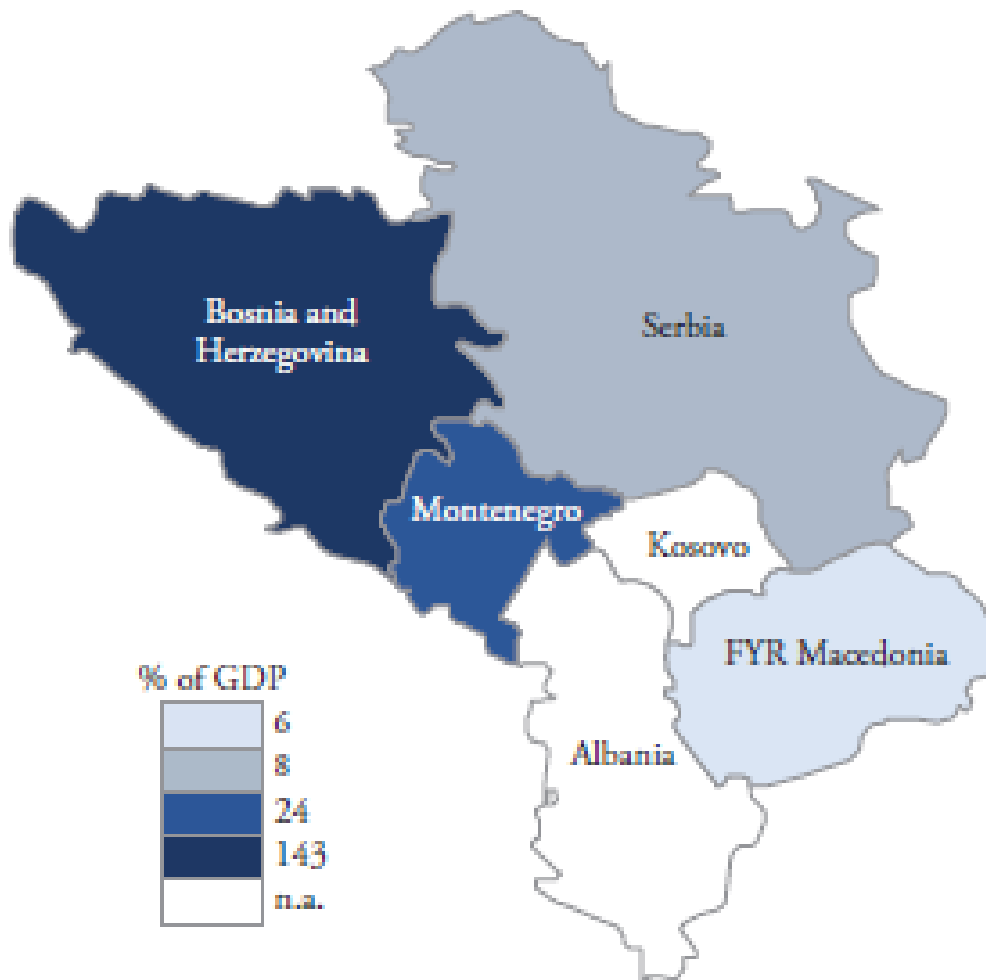 Bosnia and
Herzegovina
Serbia
Montenegro
Kosovo
FYR Macedonia
Albania
% of GDP
6
8
24
143
n.a.